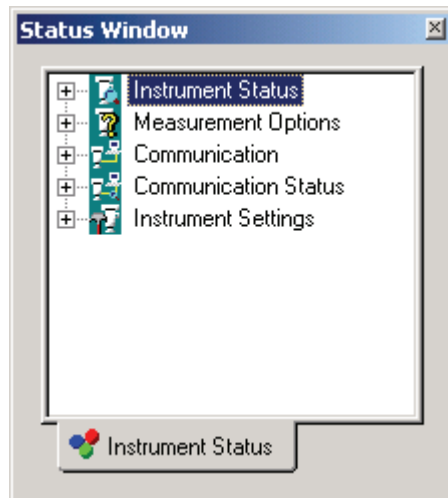 Status Window
Instrument Status
Measurement Options
Communication
Communication Status
Instrument Settings
Instrument Status